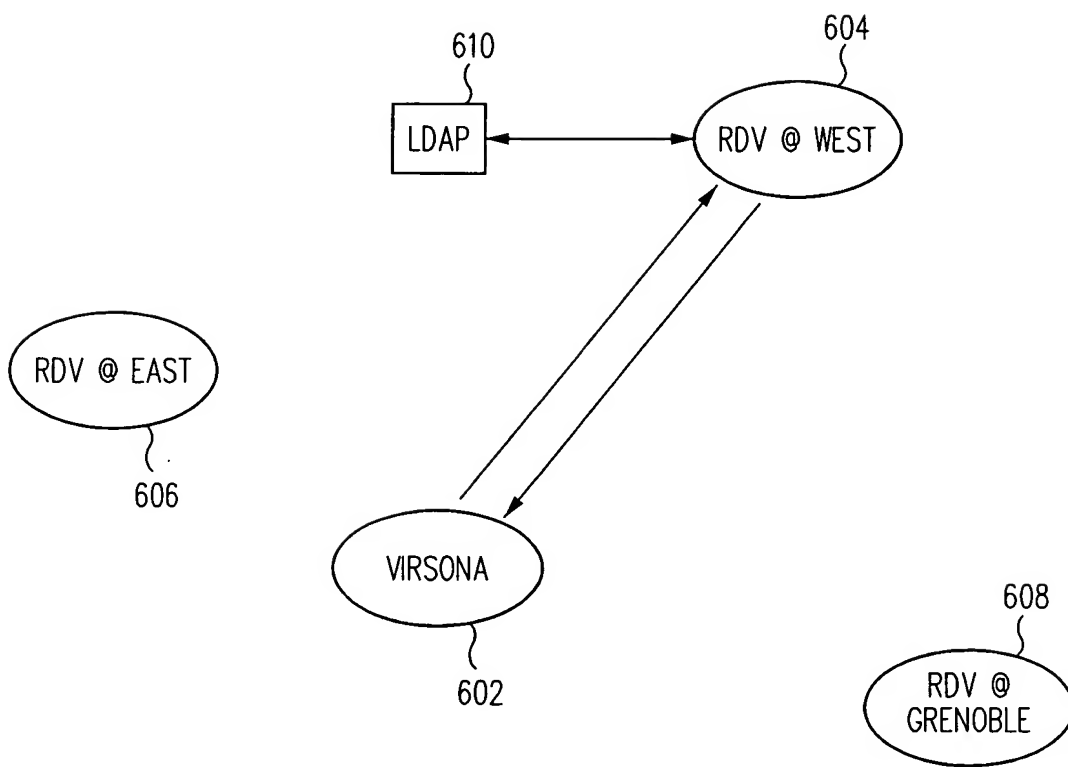 604
610
LDAP
RDV @ WEST
RDV @ EAST
606
VIRSONA
602
608
RDV @
GRENOBLE